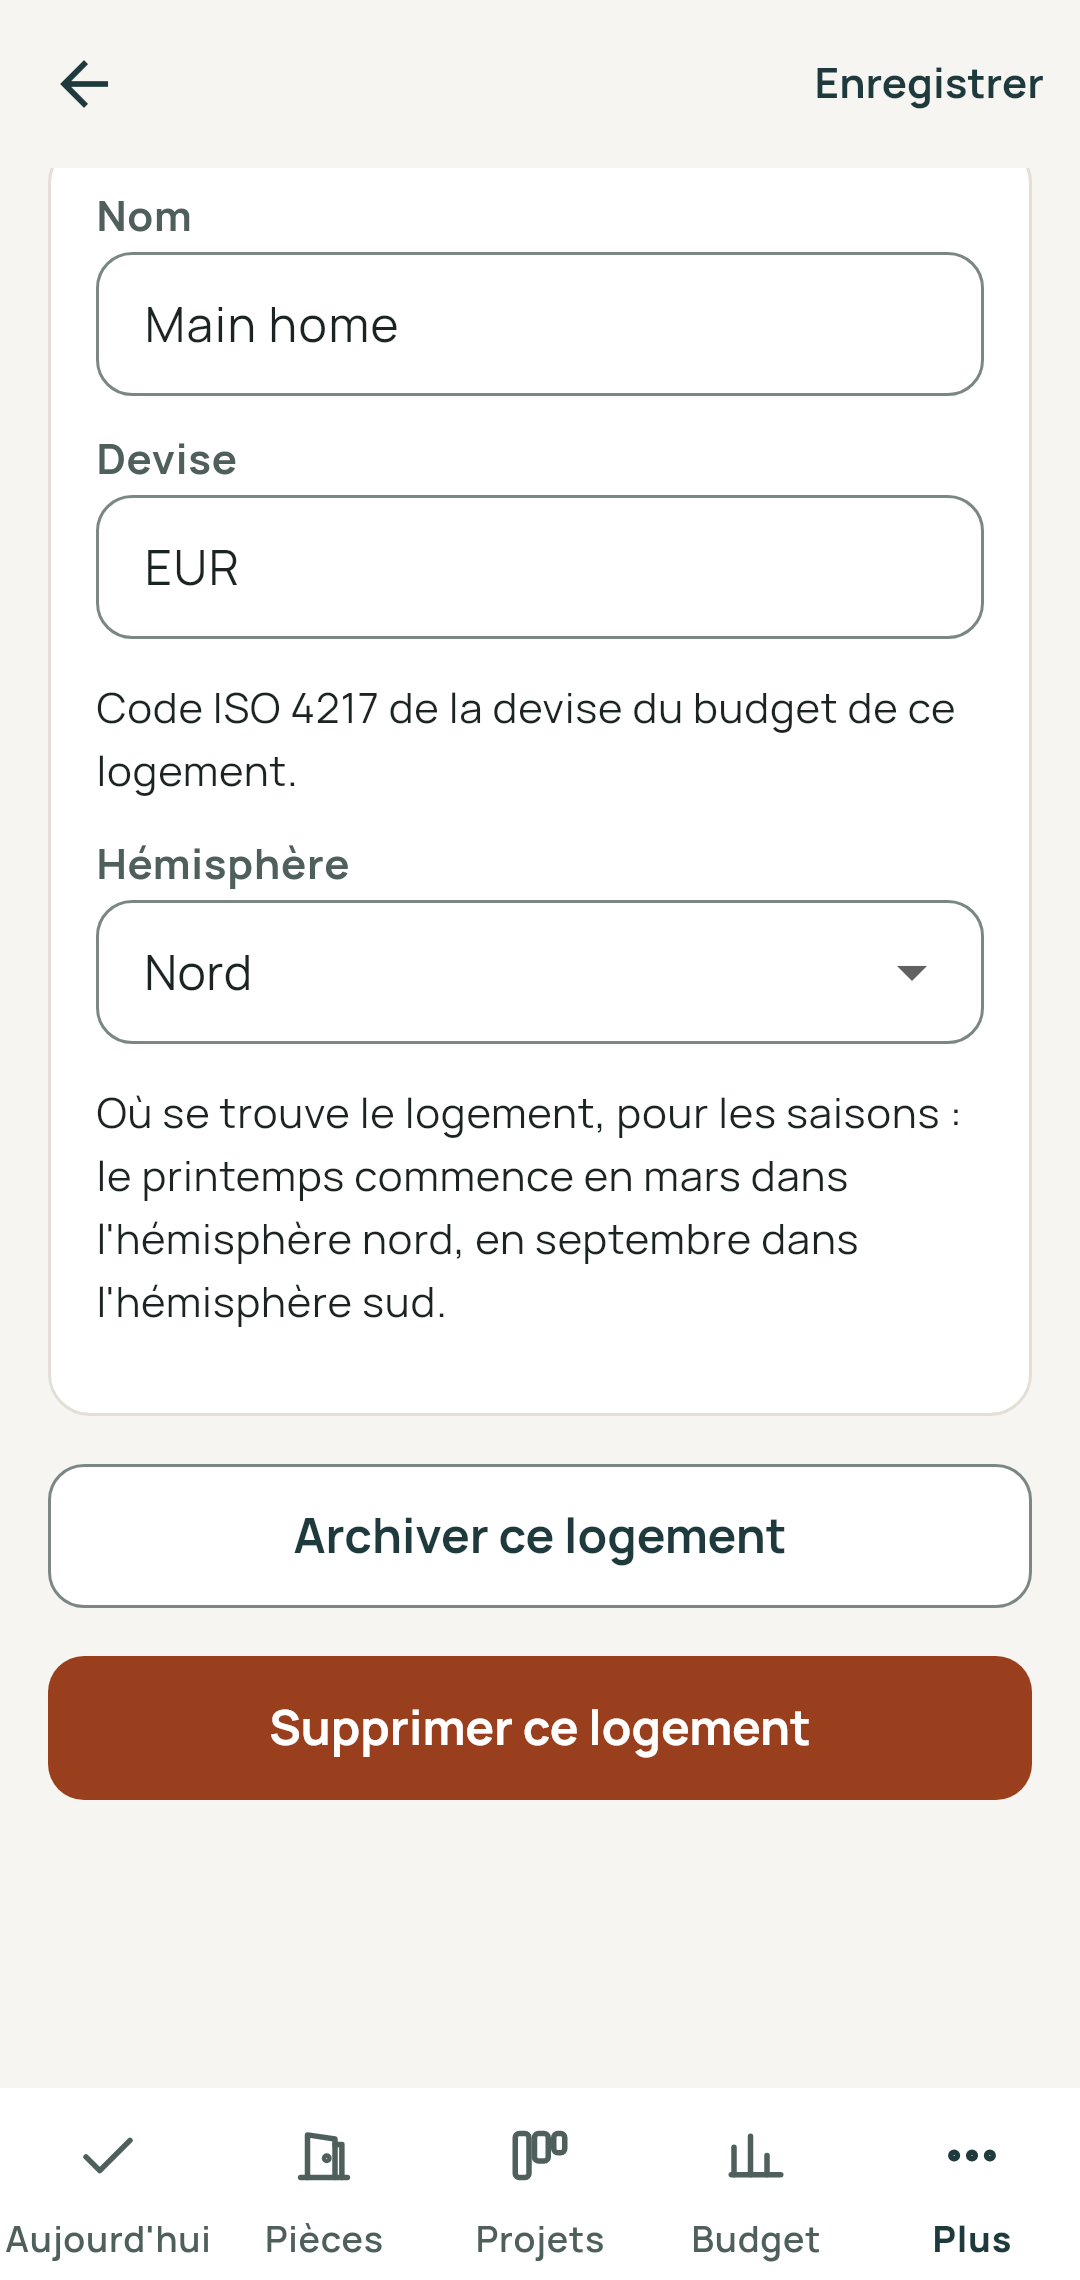 Enregistrer
Nom
Main home
Devise
EUR
Code ISO 4217 de la devise du budget de ce
logement.
Hémisphère
Nord
Où se trouve le logement, pour les saisons :
le printemps commence en mars dans
l'hémisphère nord, en septembre dans
l'hémisphère sud.
Archiver ce logement
Supprimer ce logement
Aujourd'hui
Pièces
Projets
Budget
Plus